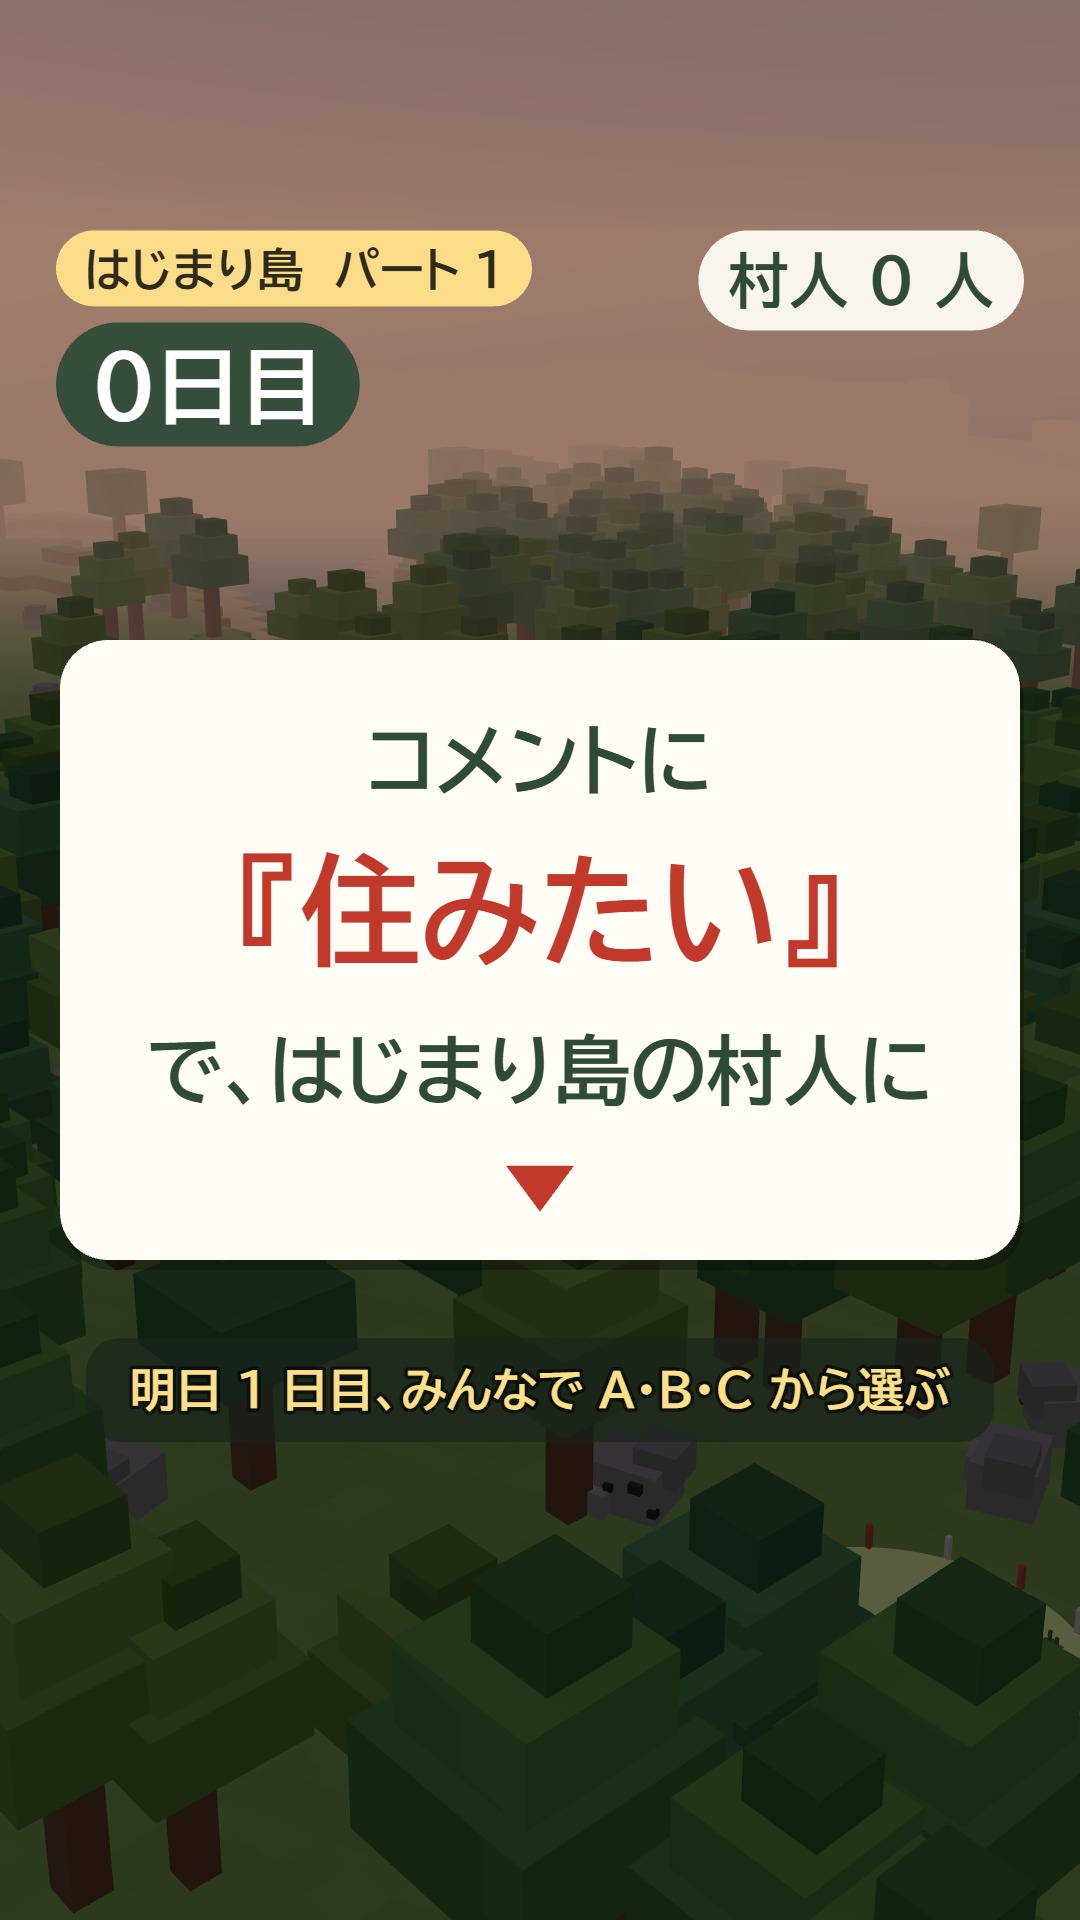 はじまり島 パート 1
村人 0 人
0日目
コメントに
『住みたい』
で、はじまり島の村人に
明日 1 日目、みんなで A・B・C から選ぶ